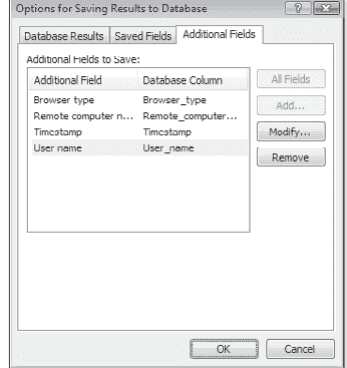 Options for Saving Results to Database
Database Results Saved Fields Additional Fields
Additional Fields to Save:
Additional Field Database Column All Fields
Browser type Browser_type Add...
Remote computer n... Remote_computer...
Timestamp Timestamp Modify...
User name User_name Remove
OK Cancel